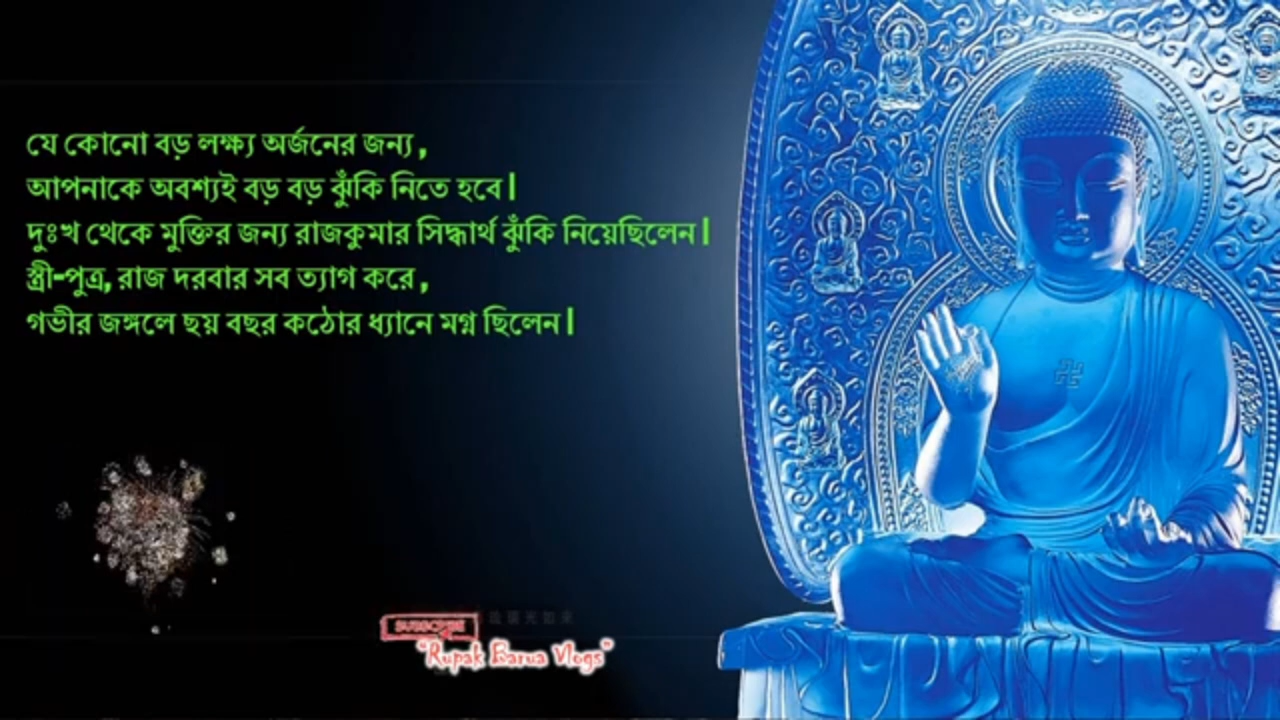 যে কোনো বড় লক্ষ্য অর্জনের জন্য ,
আপনাকে অবশ্যই বড় বড় ঝুঁকি নিতে হবে |
দুঃখ থেকে মুক্তির জন্য রাজকুমার সিদ্ধার্থ ঝুঁকি নিয়েছিলেন |
স্ত্রী-পুত্র, রাজ দরবার সব ত্যাগ করে ,
গভীর জঙ্গলে ছয় বছর কঠোর ধ্যানে মগ্ন ছিলেন |
SUBSCRIBE
"Rupak Barua Vlogs"